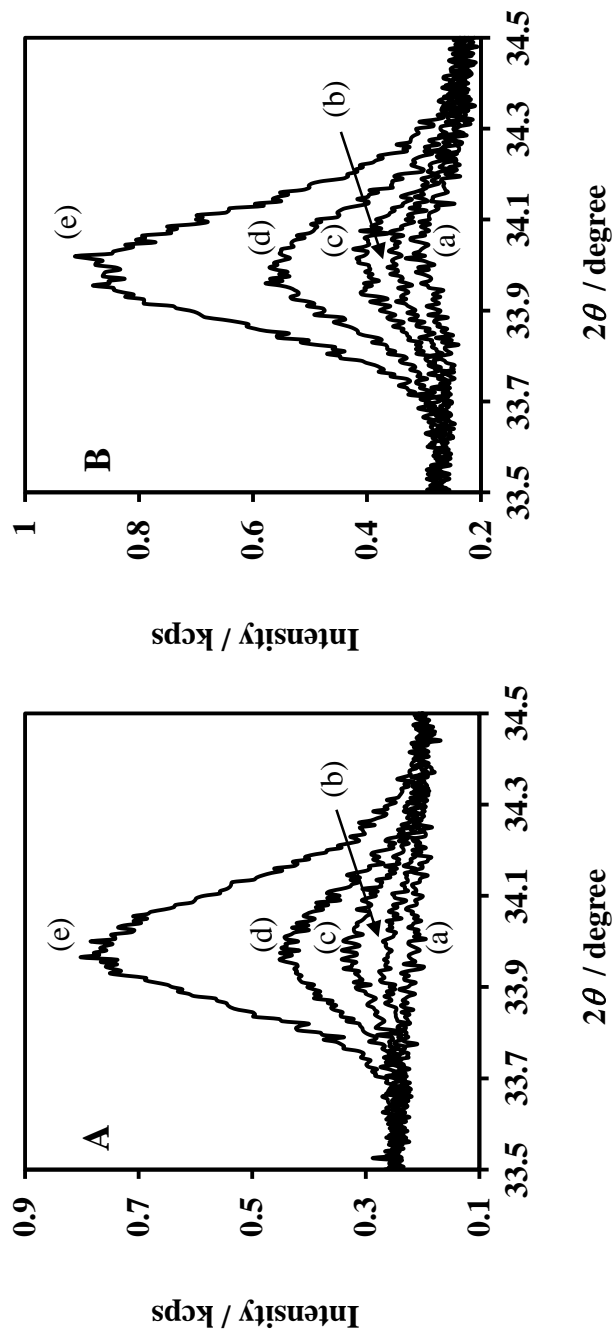 A
Intensity / kcps
0.9
0.7
0.5
0.3
0.1
(e)
(d)
(c)
(b)
(a)
33.5 33.7 33.9 34.1 34.3 34.5
2θ / degree
B
Intensity / kcps
1
0.8
0.6
0.4
0.2
(e)
(d)
(c)
(b)
(a)
33.5 33.7 33.9 34.1 34.3 34.5
2θ / degree